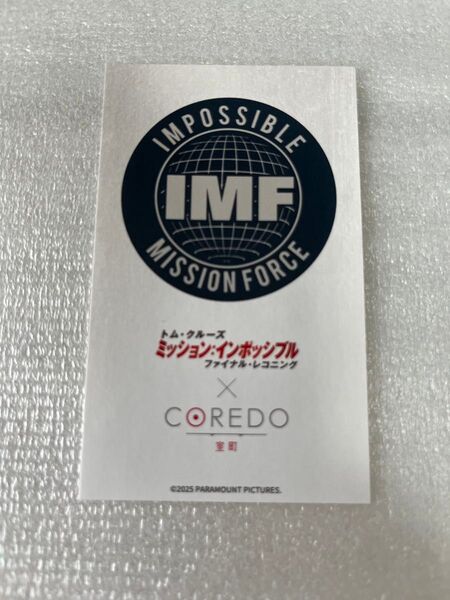 IMPOSSIBLE
IMF
MISSION FORCE
トム・クルーズ
ミッション:インポッシブル
ファイナル・レコニング
×
COREDO
室町
©2025 PARAMOUNT PICTURES.